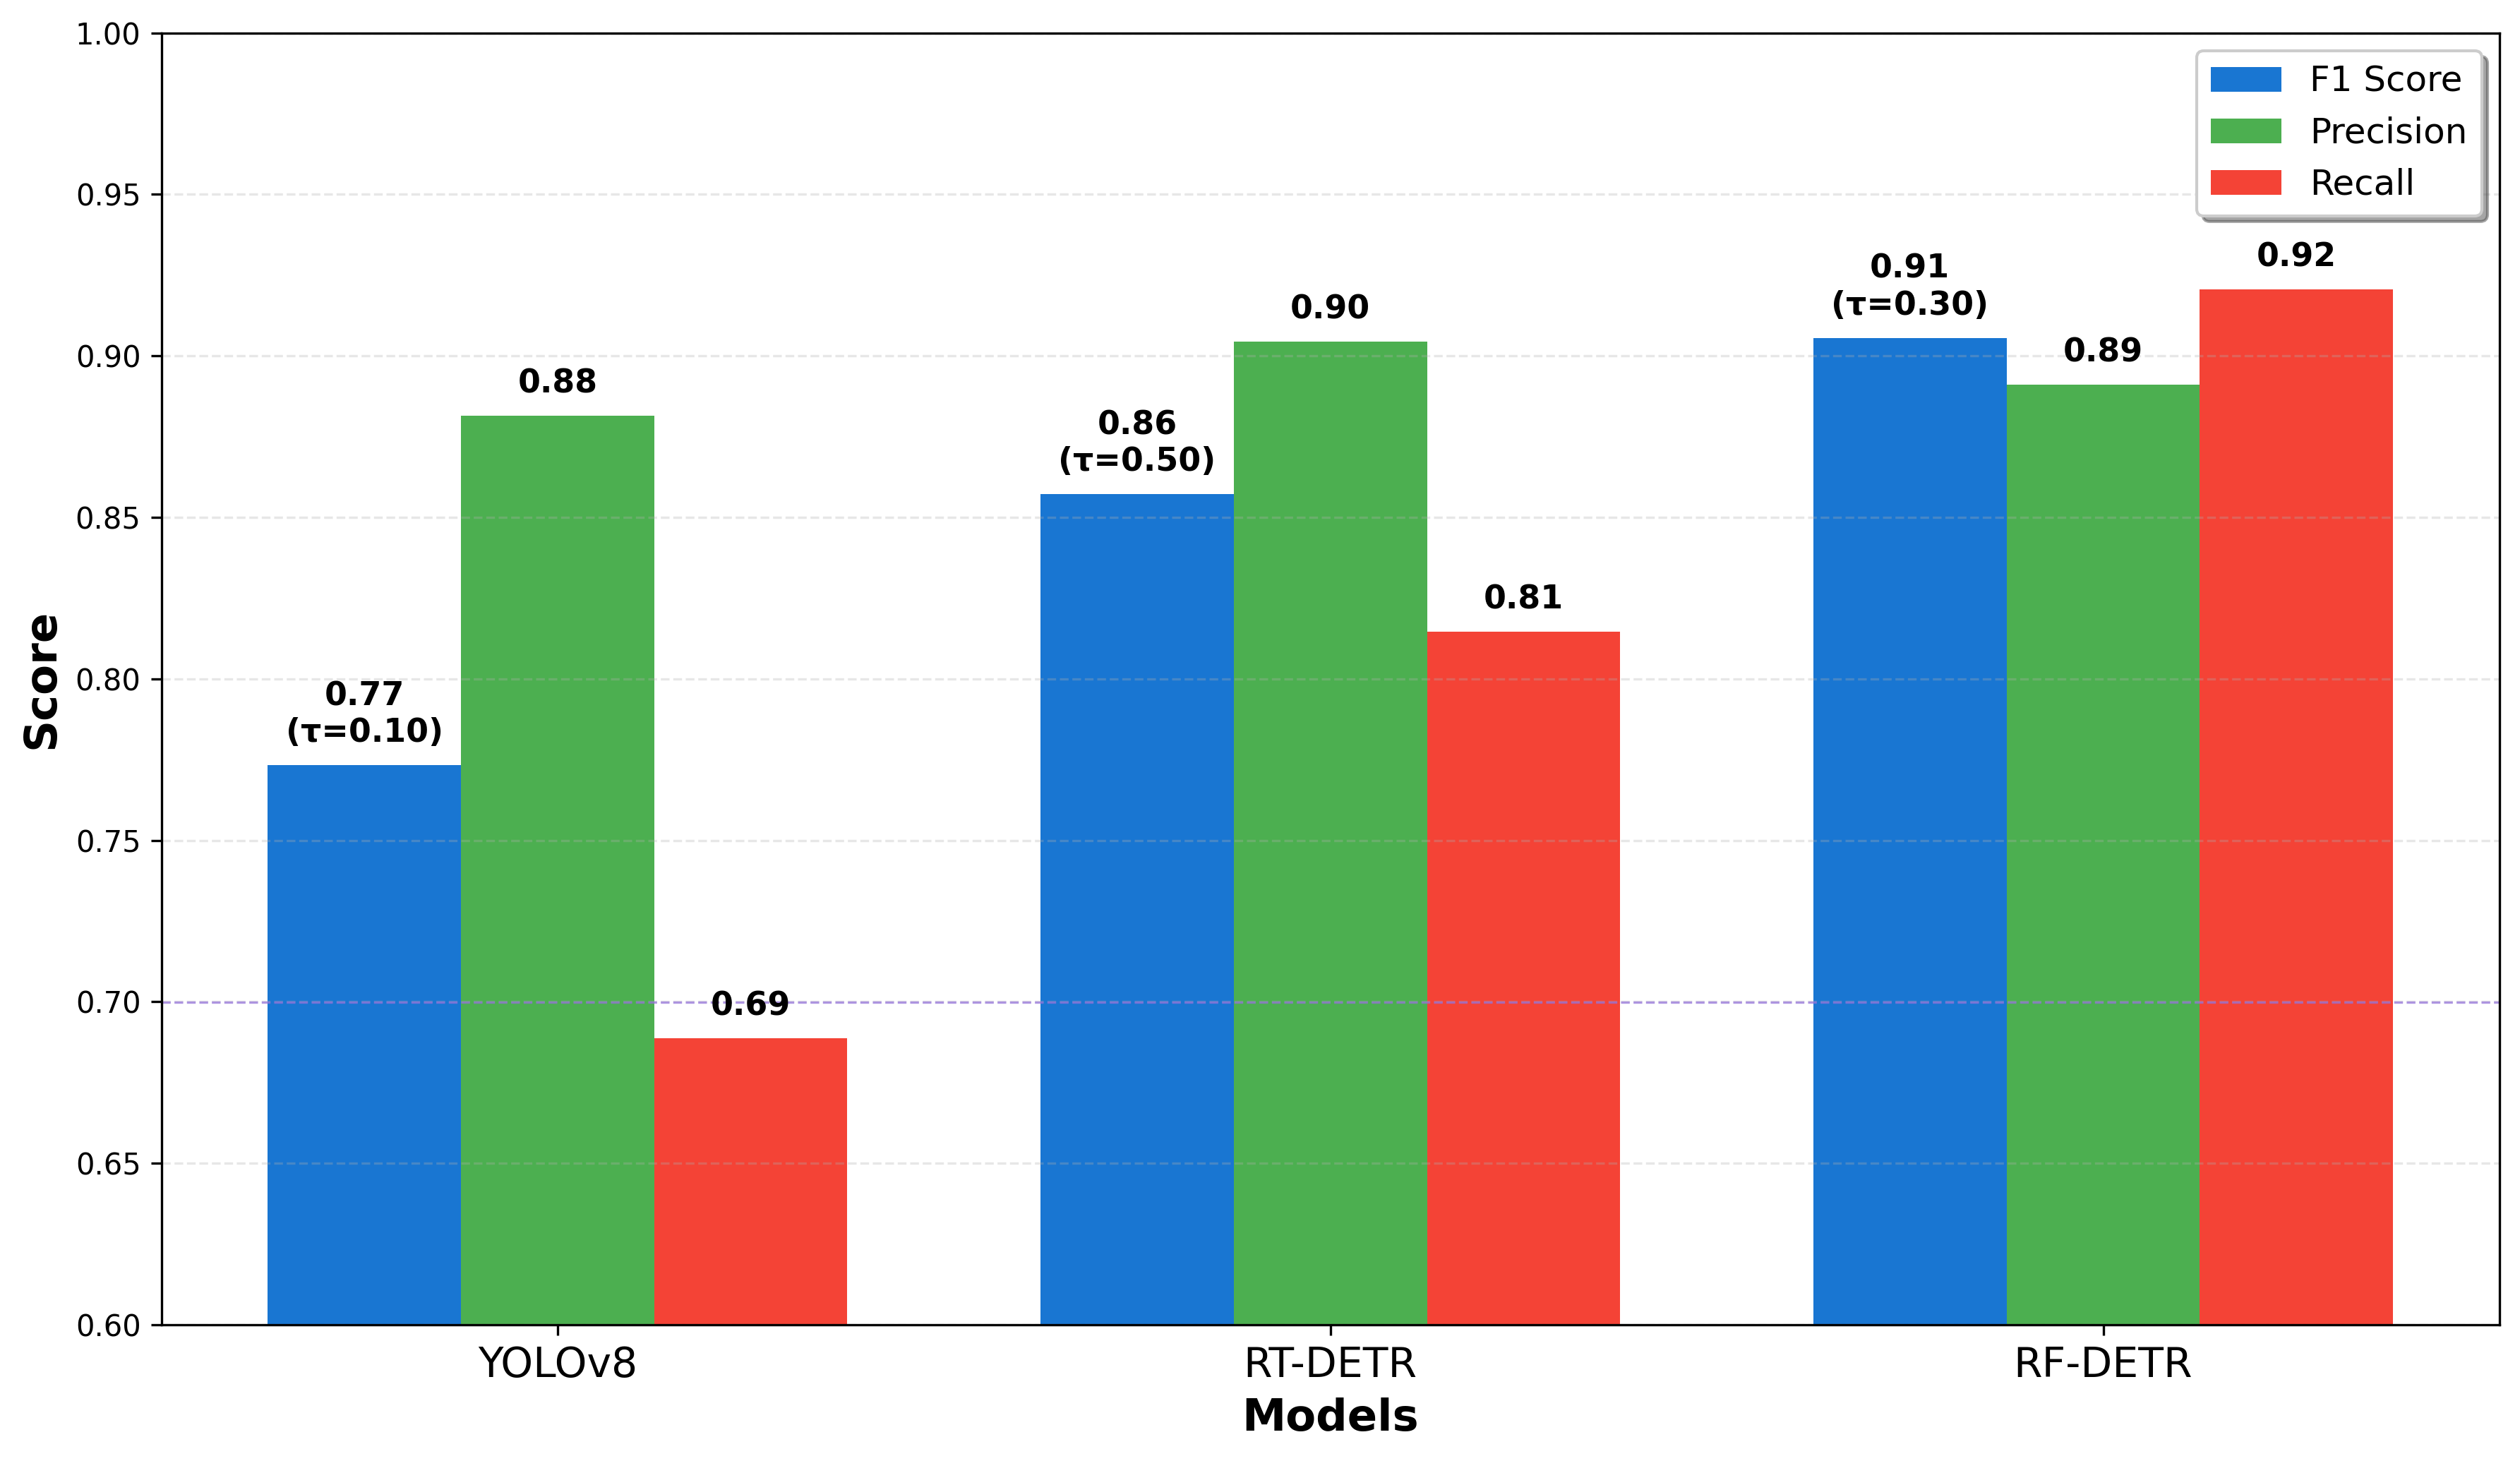 1.00
0.95
0.90
0.85
0.80
0.75
0.70
0.65
0.60
Score
F1 Score
Precision
Recall
0.77
(τ=0.10)
0.88
0.69
0.86
(τ=0.50)
0.90
0.81
0.91
(τ=0.30)
0.89
0.92
YOLOv8
RT-DETR
RF-DETR
Models